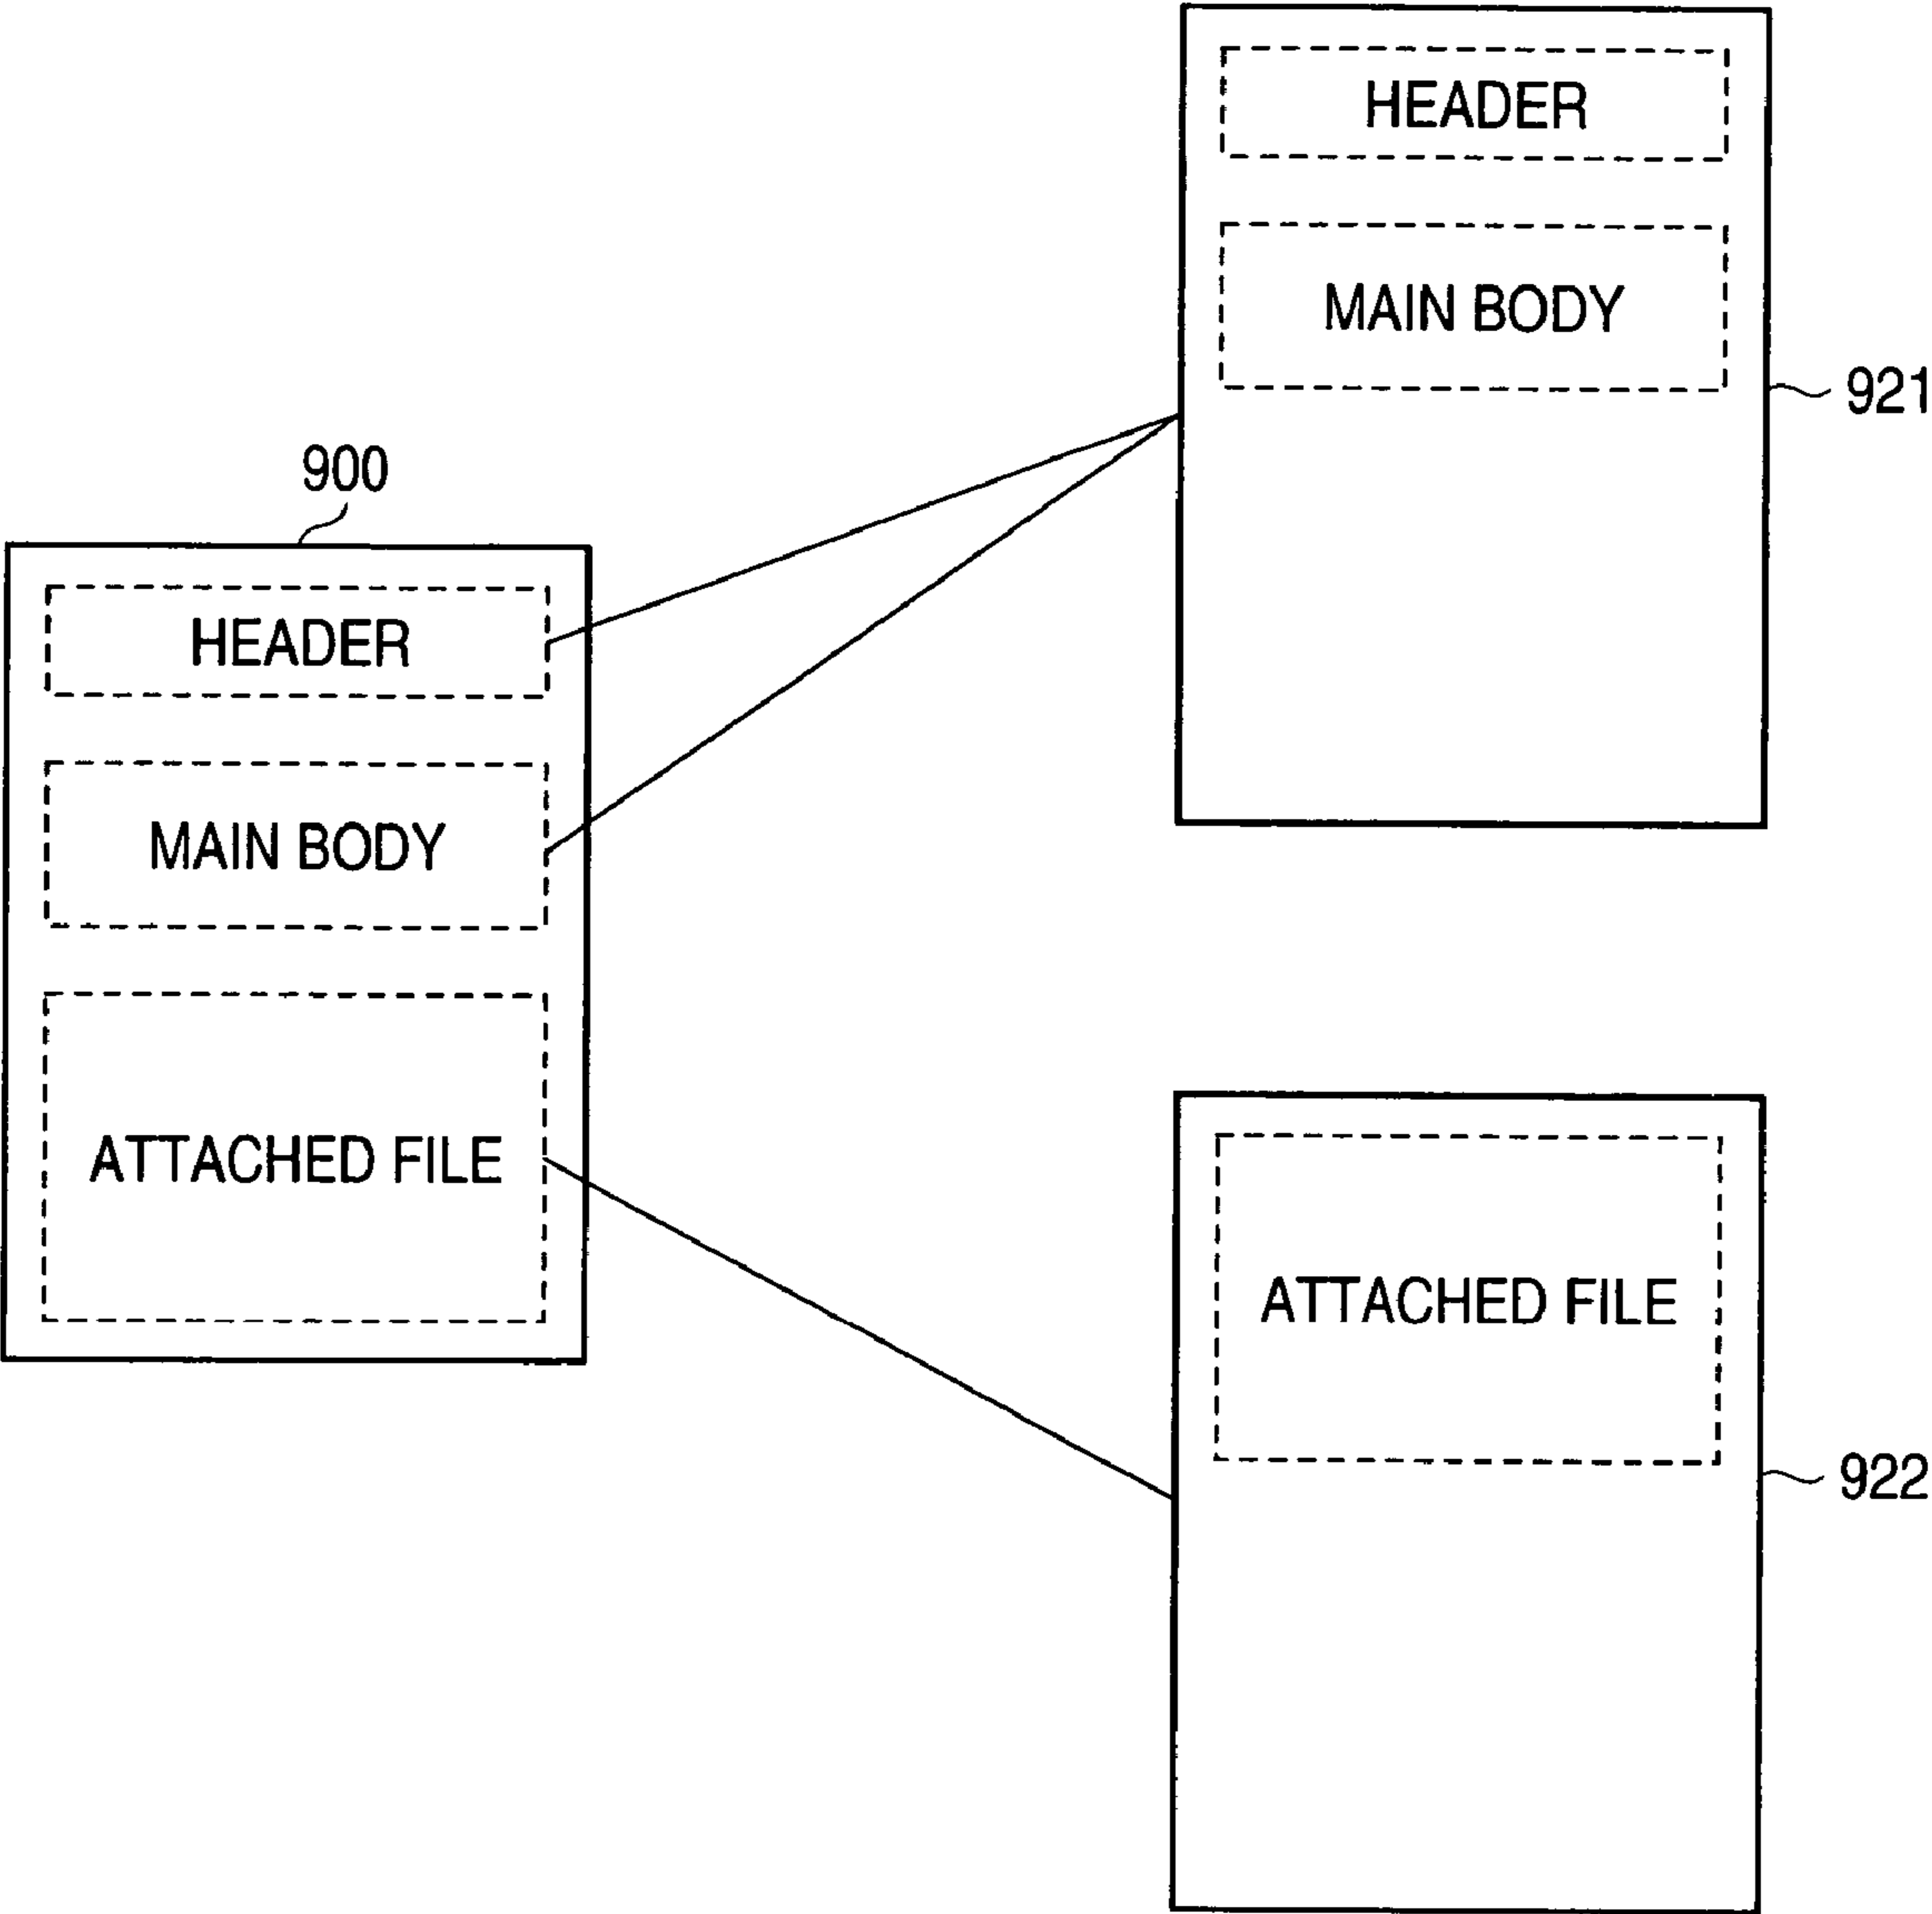 900
HEADER
MAIN BODY
ATTACHED FILE
HEADER
MAIN BODY
921
ATTACHED FILE
922